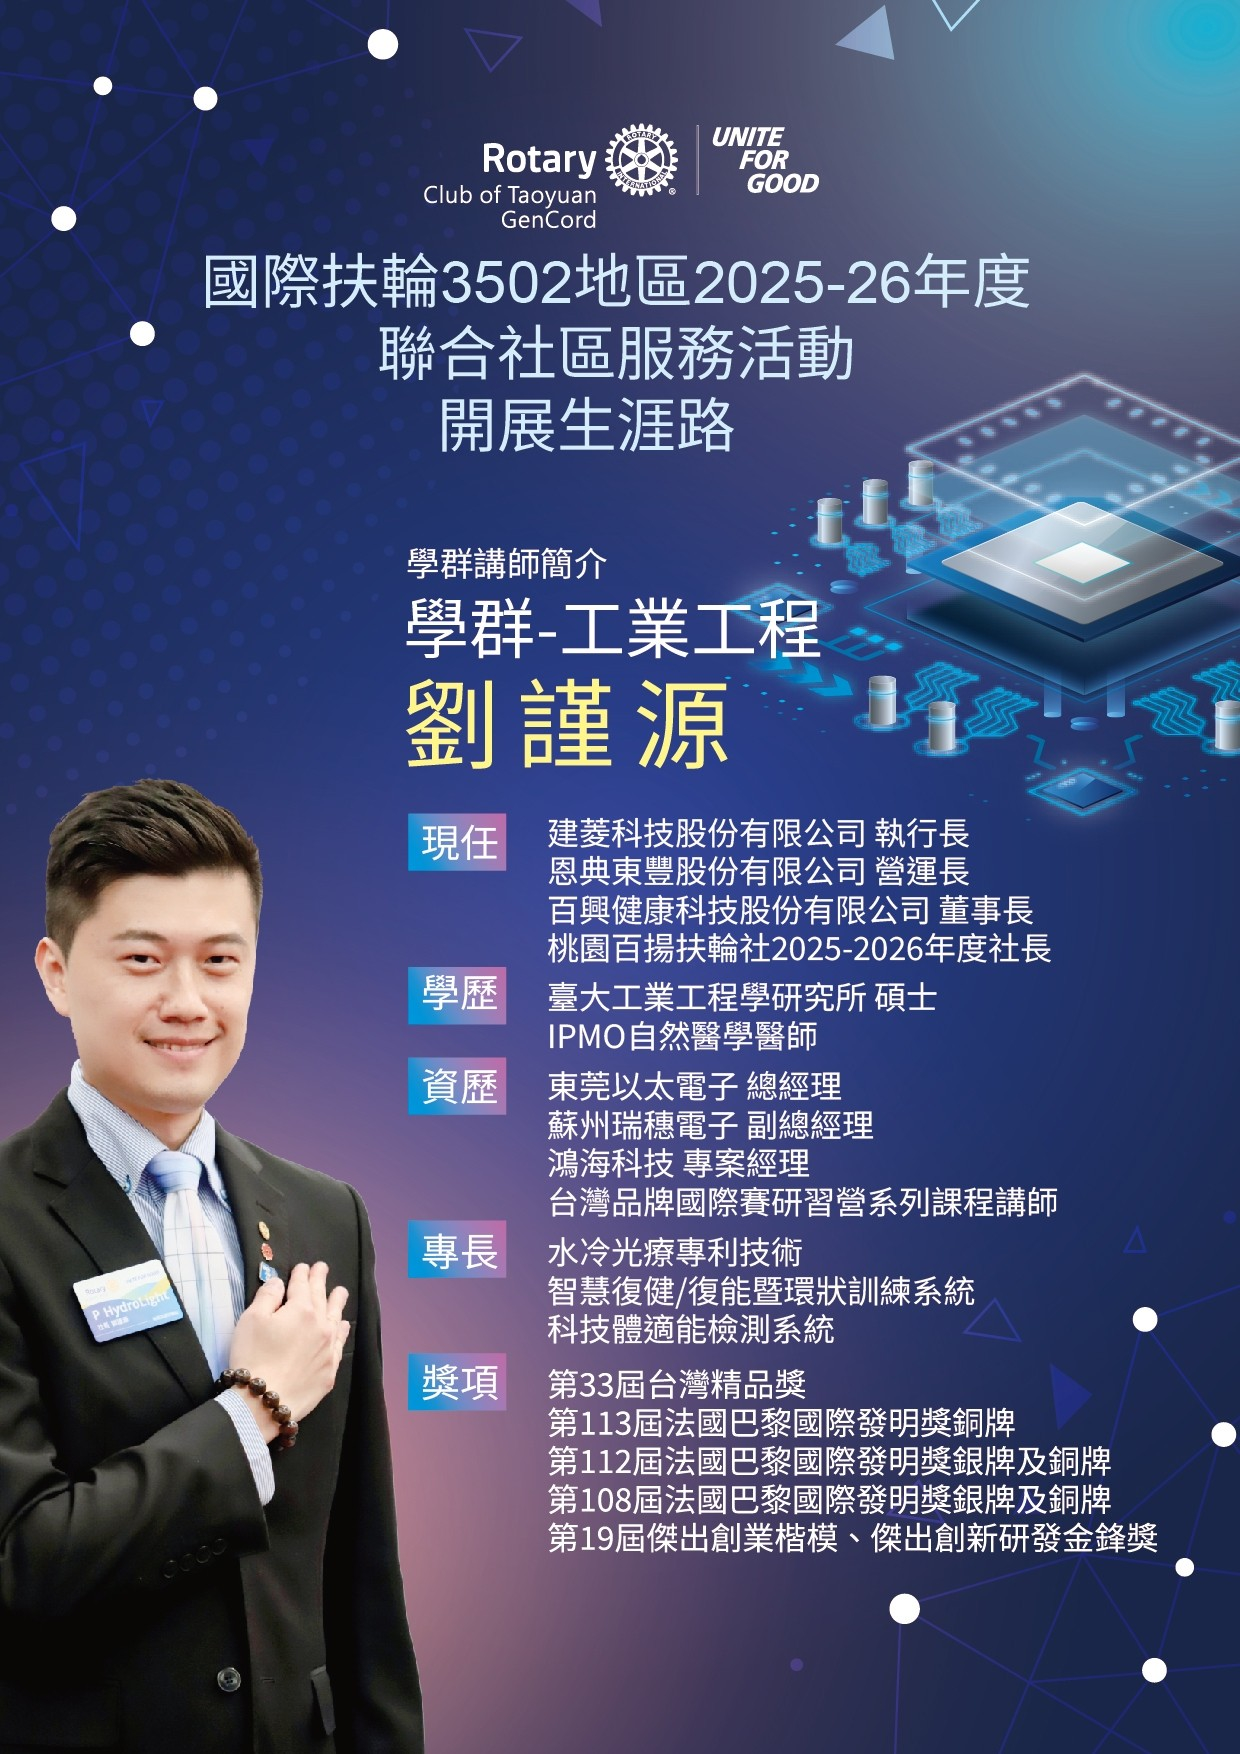 Rotary
Club of Taoyuan
GenCord
ROTARY
INTERNATIONAL
UNITE
FOR
GOOD
國際扶輪3502地區2025-26年度
聯合社區服務活動
開展生涯路
學群講師簡介
學群-工業工程
劉謹源
現任
建菱科技股份有限公司 執行長
恩典東豐股份有限公司 營運長
百興健康科技股份有限公司 董事長
桃園百揚扶輪社2025-2026年度社長
學歷
臺大工業工程學研究所 碩士
IPMO自然醫學醫師
資歷
東莞以太電子 總經理
蘇州瑞穗電子 副總經理
鴻海科技 專案經理
台灣品牌國際賽研習營系列課程講師
專長
水冷光療專利技術
智慧復健/復能暨環狀訓練系統
科技體適能檢測系統
獎項
第33屆台灣精品獎
第113屆法國巴黎國際發明獎銅牌
第112屆法國巴黎國際發明獎銀牌及銅牌
第108屆法國巴黎國際發明獎銀牌及銅牌
第19屆傑出創業楷模、傑出創新研發金鋒獎
Rotary
P HydroLight